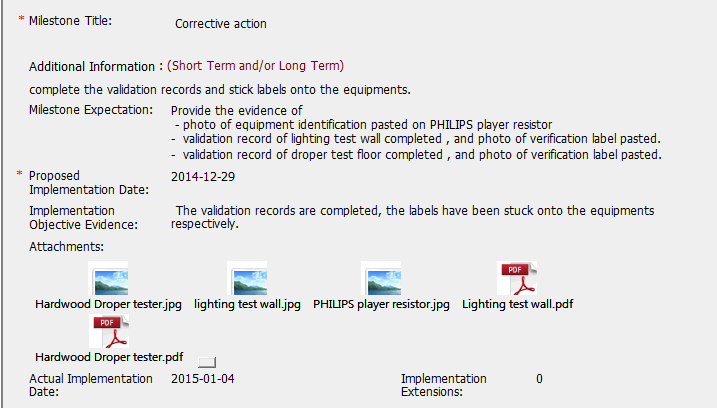 * Milestone Title: Corrective action
Additional Information : (Short Term and/or Long Term)
complete the validation records and stick labels onto the equipments.
Milestone Expectation: Provide the evidence of
- photo of equipment identification pasted on PHILIPS player resistor
- validation record of lighting test wall completed , and photo of verification label pasted.
- validation record of droper test floor completed , and photo of verification label pasted.
* Proposed 2014-12-29
Implementation Date:
Implementation The validation records are completed, the labels have been stuck onto the equipments
Objective Evidence: respectively.
Attachments:
PDF
Hardwood Droper tester.jpg lighting test wall.jpg PHILIPS player resistor.jpg Lighting test wall.pdf
PDF
Hardwood Droper tester.pdf
Actual Implementation 2015-01-04 Implementation 0
Date: Extensions: